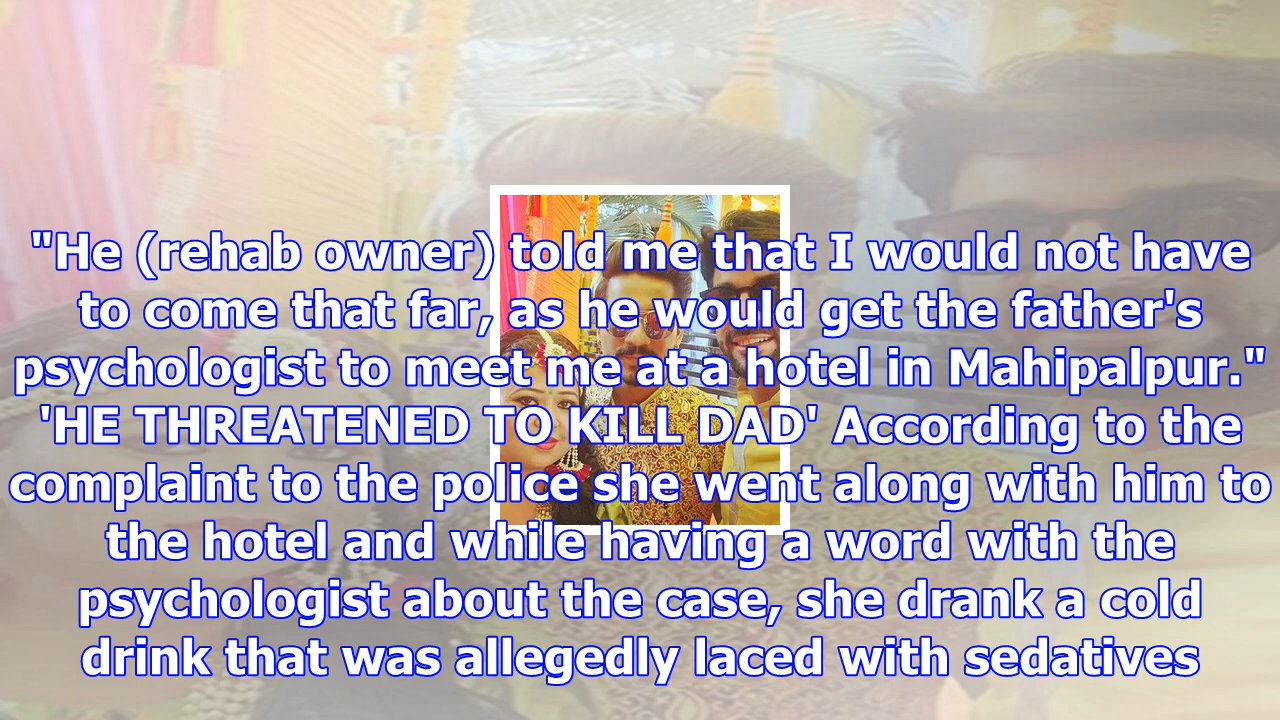 "He (rehab owner) told me that I would not have
to come that far, as he would get the father's
psychologist to meet me at a hotel in Mahipalpur."
'HE THREATENED TO KILL DAD' According to the
complaint to the police she went along with him to
the hotel and while having a word with the
psychologist about the case, she drank a cold
drink that was allegedly laced with sedatives